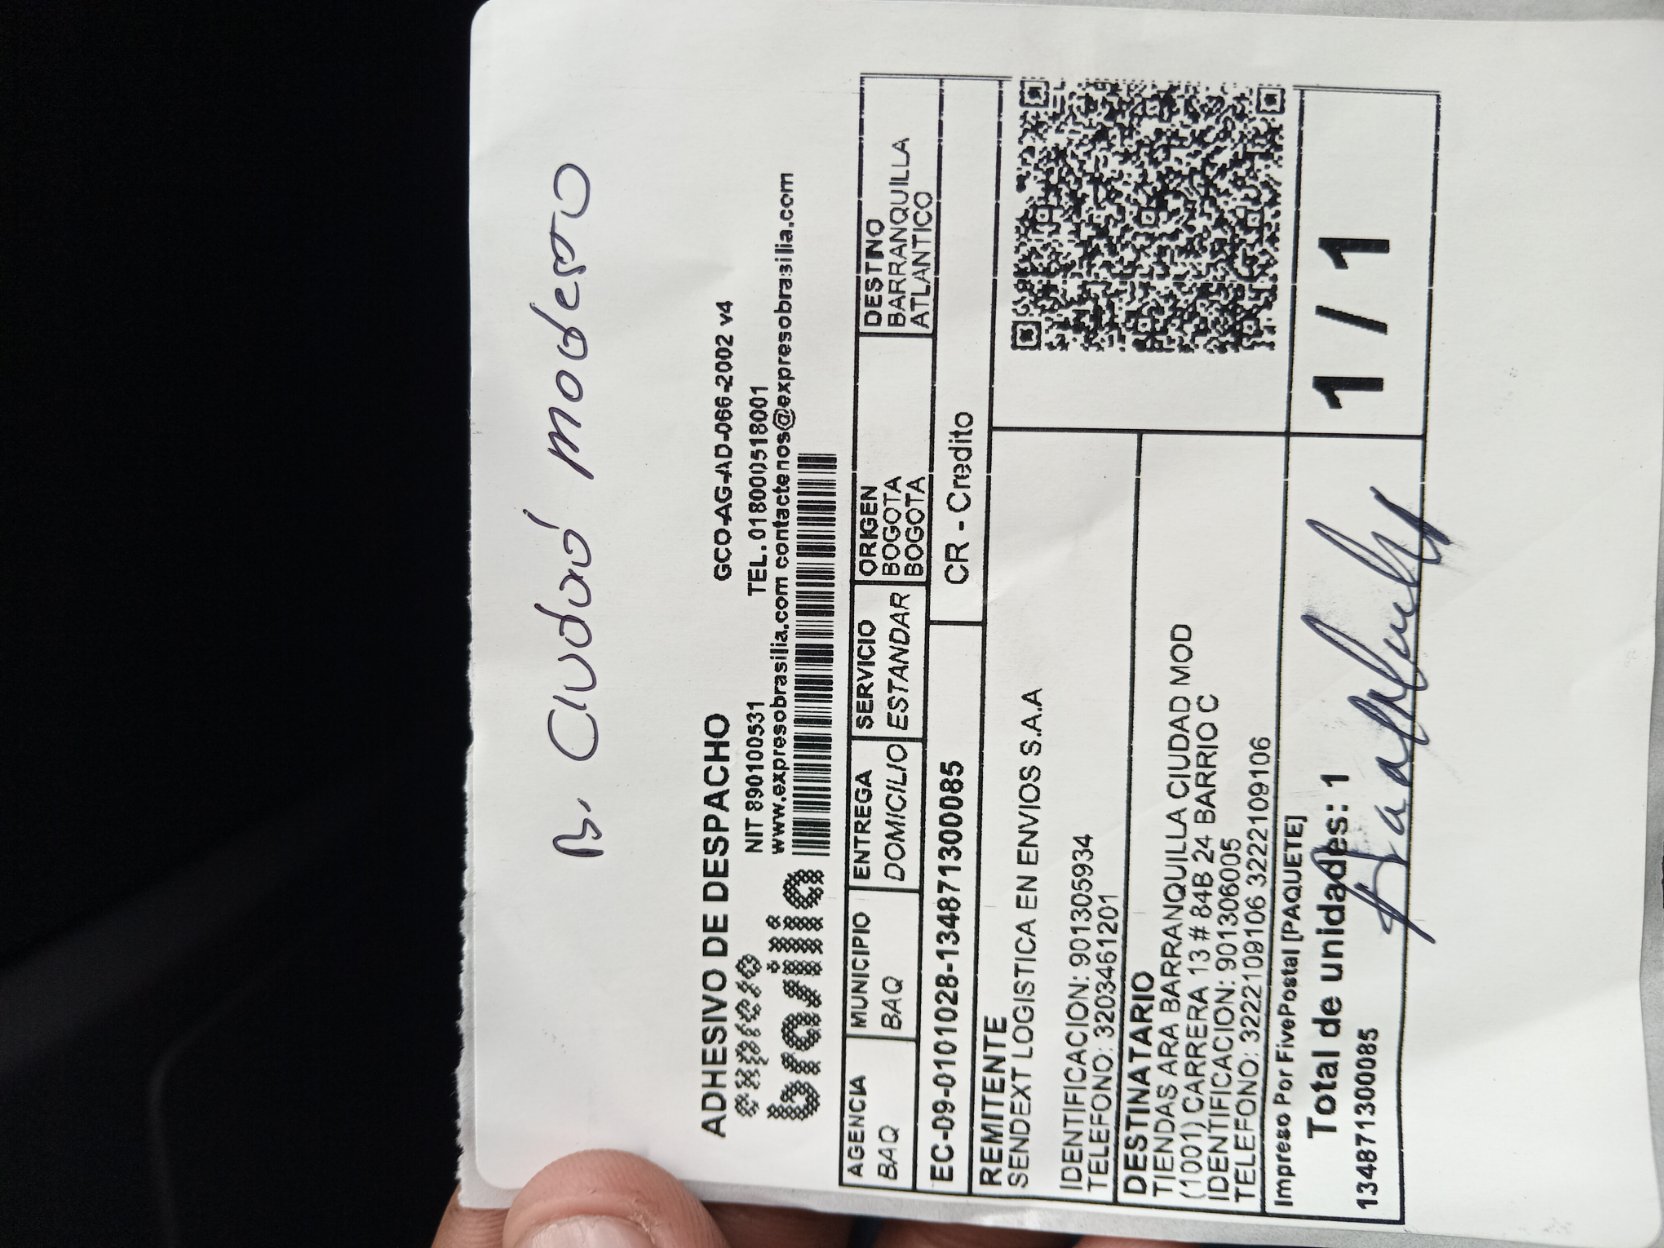 B. Ciudad modesto
ADHESIVO DE DESPACHO
GCO-AG-AD-066-2002 v4
expreso
brasilia
NIT 890100531
TEL. 018000518001
www.expresobrasilia.com contactenos@expresobrasilia.com
AGENCIA MUNICIPIO ENTREGA SERVICIO ORIGEN DESTINO
BAQ BAQ DOMICILIO ESTANDAR BOGOTA BARRANQUILLA
BOGOTA ATLANTICO
EC-09-0101028-134871300085 CR - Credito
REMITENTE
SENDEXT LOGISTICA EN ENVIOS S.A.A
IDENTIFICACION: 901305934
TELEFONO: 3203461201
DESTINATARIO
TIENDAS ARA BARRANQUILLA CIUDAD MOD
(1001) CARRERA 13 # 84B 24 BARRIO C
IDENTIFICACION: 901306005
TELEFONO: 3222109106 3222109106
Impreso Por FivePostal [PAQUETE]
Total de unidades: 1
1 / 1
134871300085